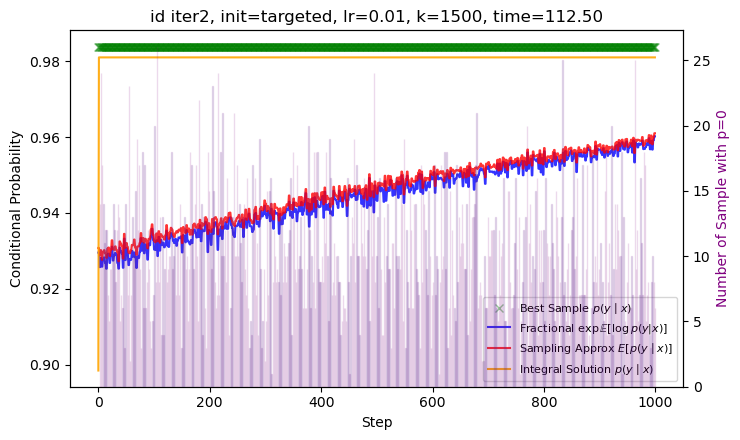 id iter2, init=targeted, lr=0.01, k=1500, time=112.50
Conditional Probability
0.98
0.96
0.94
0.92
0.90
25
20
15
10
5
0
Number of Sample with p=0
Best Sample p(y | x)
Fractional exp𝔼[log p(y|x)]
Sampling Approx E[p(y | x)]
Integral Solution p(y | x)
0
200
400
600
800
1000
Step